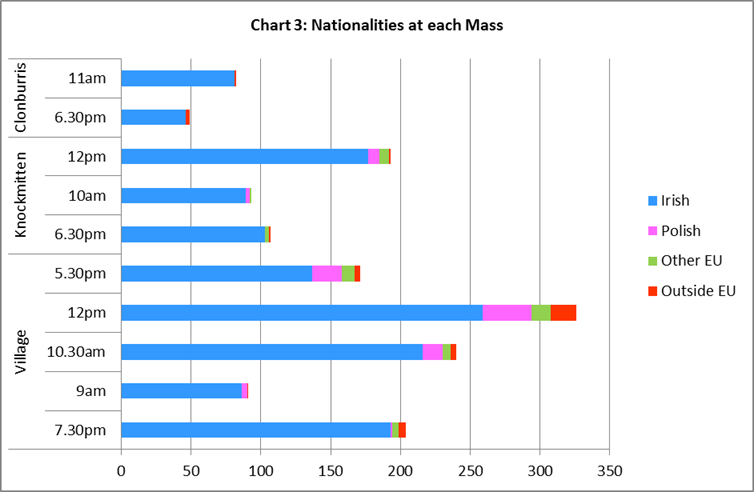 Chart 3: Nationalities at each Mass
Clonburris
11am
6.30pm
Knockmitten
12pm
10am
6.30pm
Village
5.30pm
12pm
10.30am
9am
7.30pm
0 50 100 150 200 250 300 350
Irish
Polish
Other EU
Outside EU